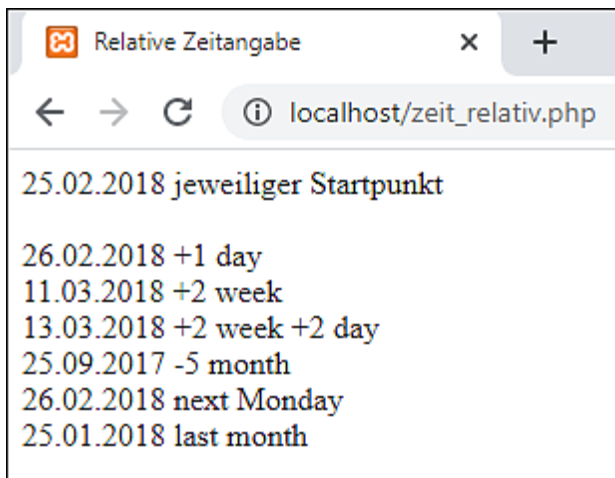 Relative Zeitangabe
localhost/zeit_relativ.php
25.02.2018 jeweiliger Startpunkt
26.02.2018 +1 day
11.03.2018 +2 week
13.03.2018 +2 week +2 day
25.09.2017 -5 month
26.02.2018 next Monday
25.01.2018 last month